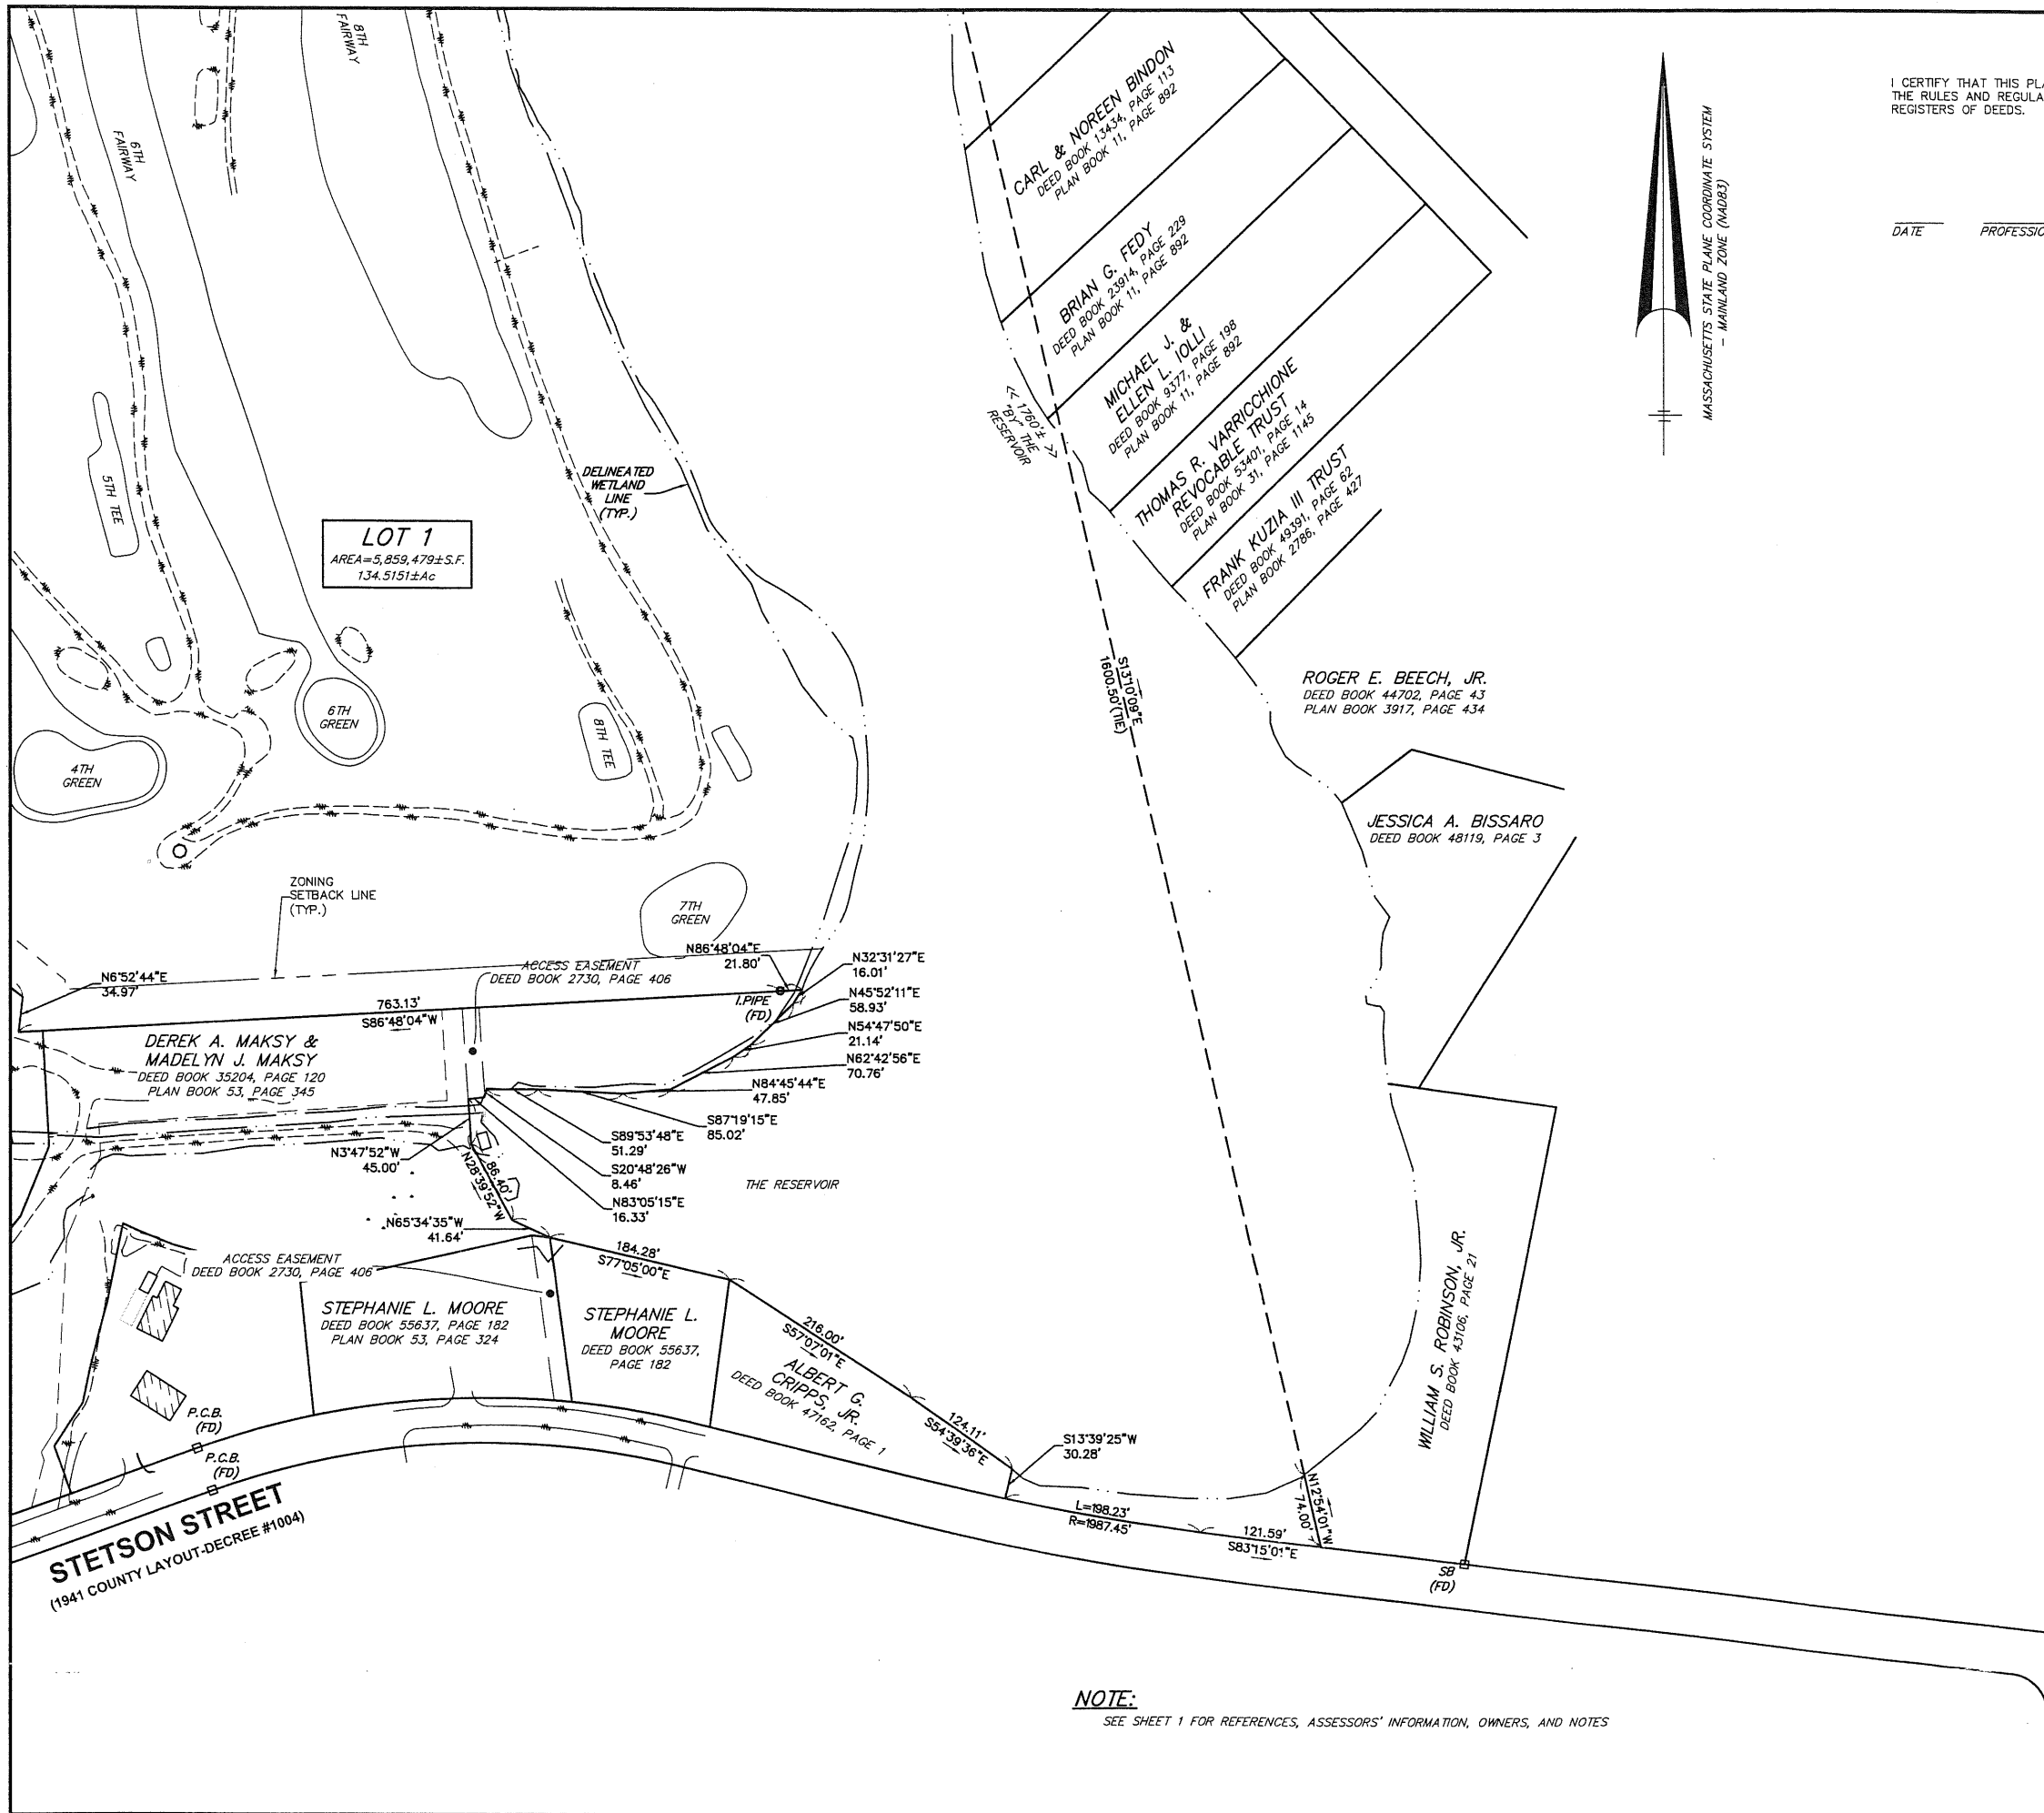 8TH
FAIRWAY
6TH
FAIRWAY
5TH TEE
LOT 1
AREA=5,859,479±S.F.
134.5151±Ac
DELINEATED
WETLAND
LINE
(TYP.)
6TH
GREEN
4TH
GREEN
8TH TEE
7TH
GREEN
ZONING
SETBACK LINE
(TYP.)
CARL & NOREEN BINDON
DEED BOOK 13434, PAGE 113
PLAN BOOK 11, PAGE 892
BRIAN G. FEDY
DEED BOOK 23914, PAGE 229
PLAN BOOK 11, PAGE 892
MICHAEL J. &
ELLEN L. IOLLI
DEED BOOK 9377, PAGE 198
PLAN BOOK 11, PAGE 892
<< 1760'± >>
"BY" THE
RESERVOIR
THOMAS R. VARRICCHIONE
REVOCABLE TRUST
DEED BOOK 53401, PAGE 14
PLAN BOOK 31, PAGE 1145
FRANK KUZIA III TRUST
DEED BOOK 49391, PAGE 62
PLAN BOOK 2786, PAGE 427
S13°10'09"E
1600.50'(TIE)
ROGER E. BEECH, JR.
DEED BOOK 44702, PAGE 43
PLAN BOOK 3917, PAGE 434
JESSICA A. BISSARO
DEED BOOK 48119, PAGE 3
MASSACHUSETTS STATE PLANE COORDINATE SYSTEM
- MAINLAND ZONE (NAD83)
I CERTIFY THAT THIS PLA
THE RULES AND REGULA
REGISTERS OF DEEDS.
DATE
PROFESSIO
N6°52'44"E
34.97'
ACCESS EASEMENT
DEED BOOK 2730, PAGE 406
N86°48'04"E
21.80'
N32°31'27"E
16.01'
I.PIPE
(FD)
N45°52'11"E
58.93'
763.13'
S86°48'04"W
N54°47'50"E
21.14'
N62°42'56"E
70.76'
DEREK A. MAKSY &
MADELYN J. MAKSY
DEED BOOK 35204, PAGE 120
PLAN BOOK 53, PAGE 345
N84°45'44"E
47.85'
S87°19'15"E
85.02'
S89°53'48"E
51.29'
N3°47'52"W
45.00'
S20°48'26"W
8.46'
86.40'
N28°39'52"W
N83°05'15"E
16.33'
THE RESERVOIR
N65°34'35"W
41.64'
184.28'
S77°05'00"E
ACCESS EASEMENT
DEED BOOK 2730, PAGE 406
STEPHANIE L. MOORE
DEED BOOK 55637, PAGE 182
PLAN BOOK 53, PAGE 324
STEPHANIE L.
MOORE
DEED BOOK 55637,
PAGE 182
216.00'
S57°07'01"E
ALBERT G.
CRIPPS, JR.
DEED BOOK 47162, PAGE 1
124.11'
S54°39'36"E
S13°39'25"W
30.28'
WILLIAM S. ROBINSON, JR.
DEED BOOK 43106, PAGE 21
P.C.B.
(FD)
P.C.B.
(FD)
L=198.23'
R=1987.45'
121.59'
S83°15'01"E
N12°54'01"W
74.00'
SB
(FD)
STETSON STREET
(1941 COUNTY LAYOUT-DECREE #1004)
NOTE:
SEE SHEET 1 FOR REFERENCES, ASSESSORS' INFORMATION, OWNERS, AND NOTES